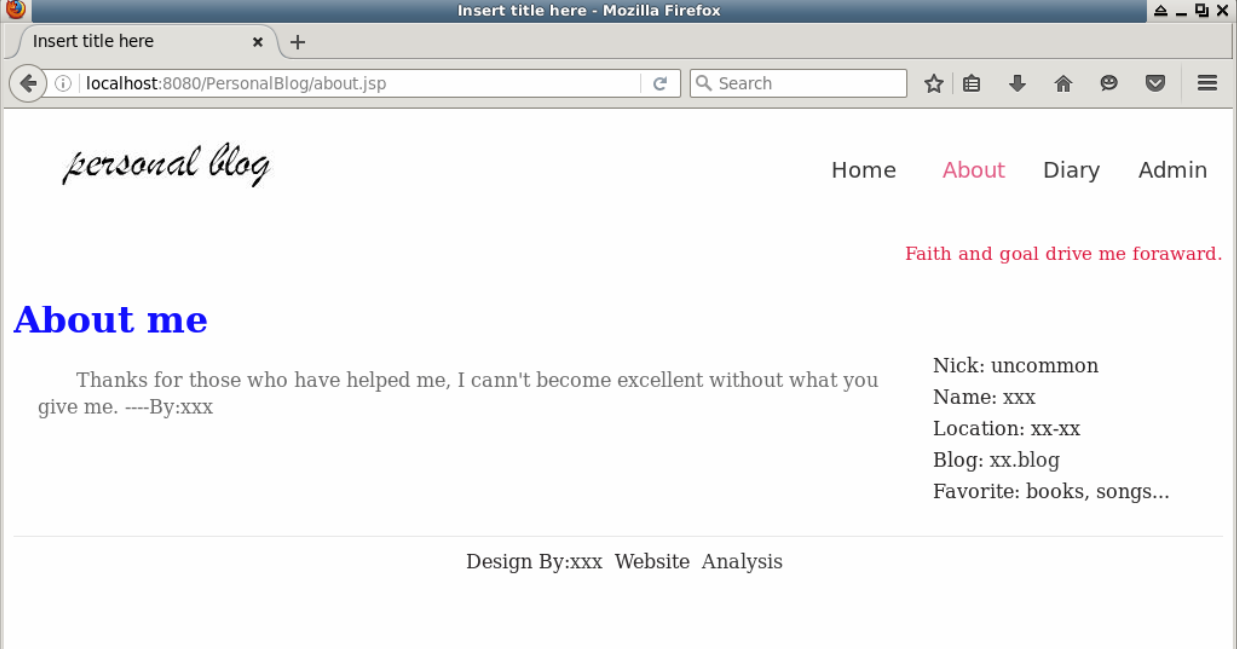 Insert title here - Mozilla Firefox
Insert title here
localhost:8080/PersonalBlog/about.jsp
Search
personal blog
Home About Diary Admin
Faith and goal drive me foraward.
About me
Thanks for those who have helped me, I cann't become excellent without what you
give me. ----By:xxx
Nick: uncommon
Name: xxx
Location: xx-xx
Blog: xx.blog
Favorite: books, songs...
Design By:xxx Website Analysis